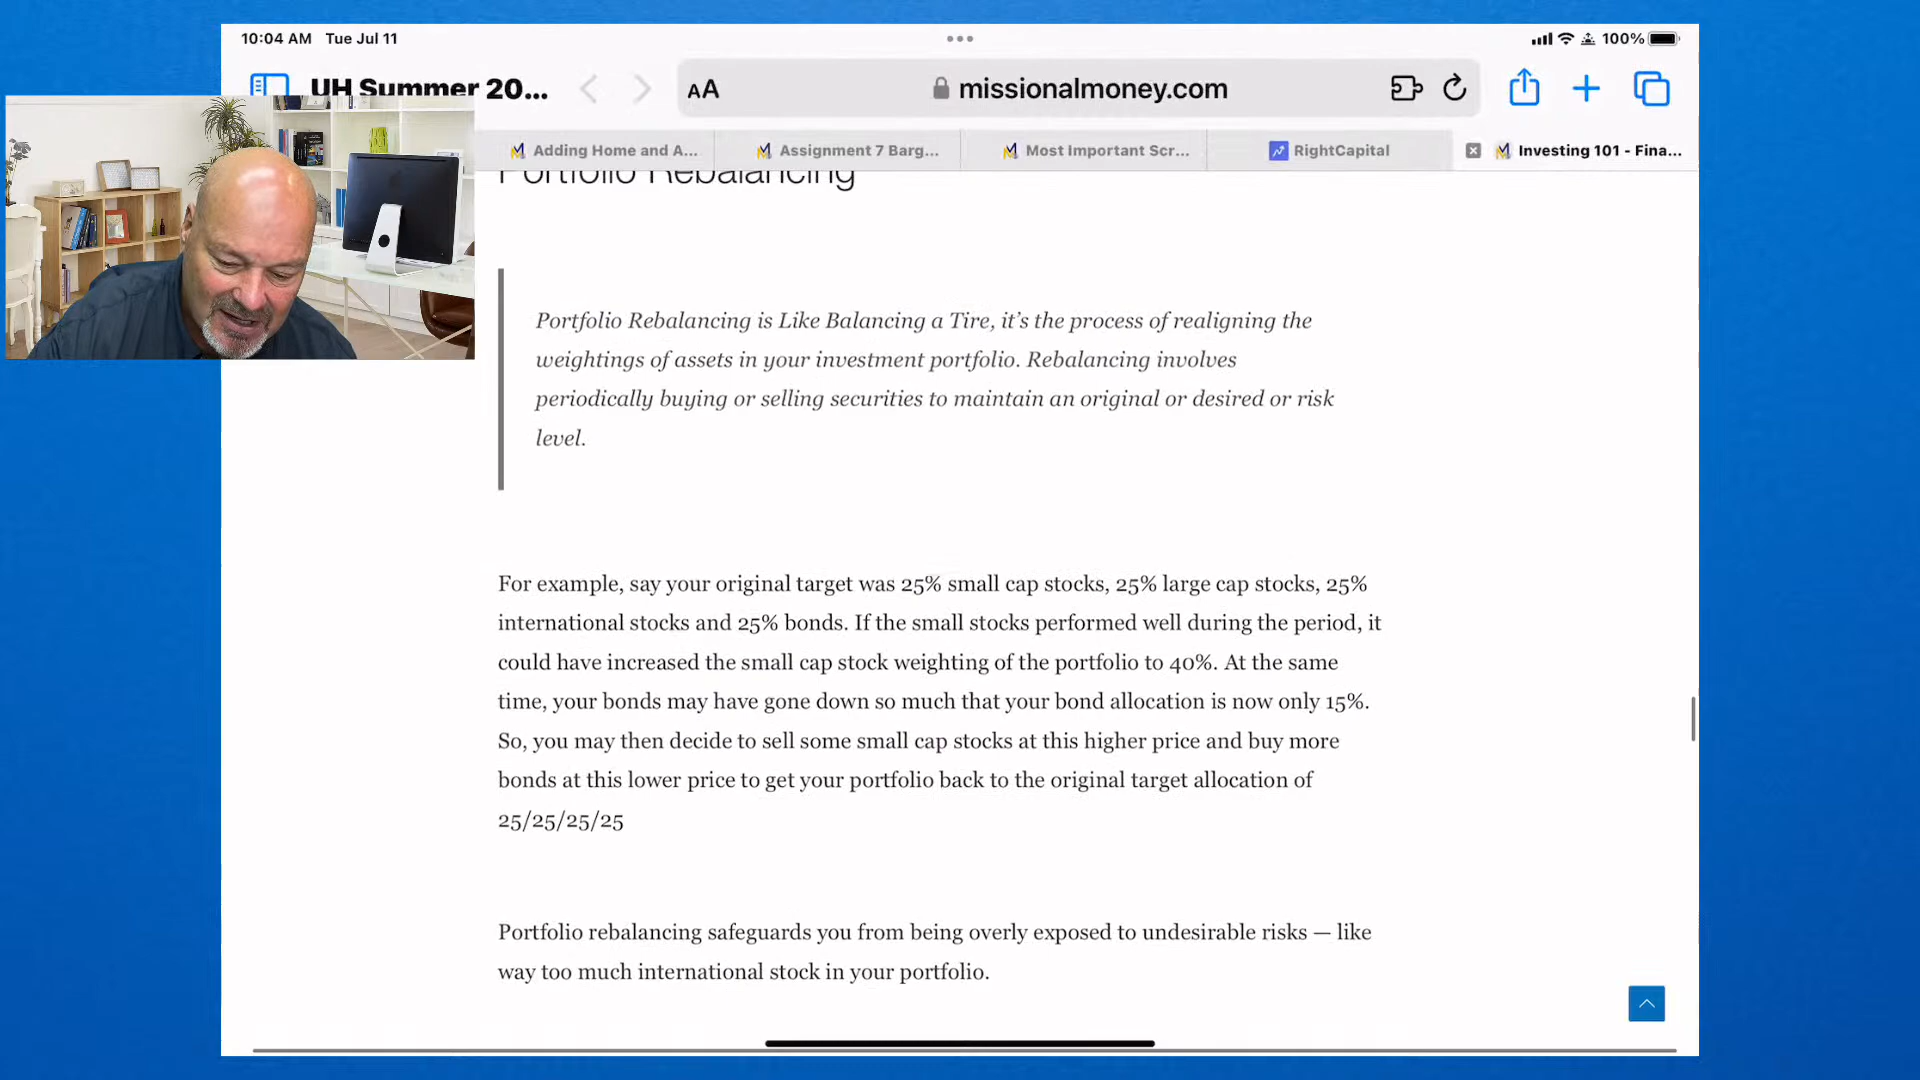 10:04 AM Tue Jul 11
100%
UH Summer 20...
AA
missionalmoney.com
Adding Home and A...
Assignment 7 Barg...
Most Important Scr...
RightCapital
Investing 101 - Fina...
Portfolio Rebalancing
Portfolio Rebalancing is Like Balancing a Tire, it’s the process of realigning the
weightings of assets in your investment portfolio. Rebalancing involves
periodically buying or selling securities to maintain an original or desired or risk
level.
For example, say your original target was 25% small cap stocks, 25% large cap stocks, 25%
international stocks and 25% bonds. If the small stocks performed well during the period, it
could have increased the small cap stock weighting of the portfolio to 40%. At the same
time, your bonds may have gone down so much that your bond allocation is now only 15%.
So, you may then decide to sell some small cap stocks at this higher price and buy more
bonds at this lower price to get your portfolio back to the original target allocation of
25/25/25/25
Portfolio rebalancing safeguards you from being overly exposed to undesirable risks — like
way too much international stock in your portfolio.